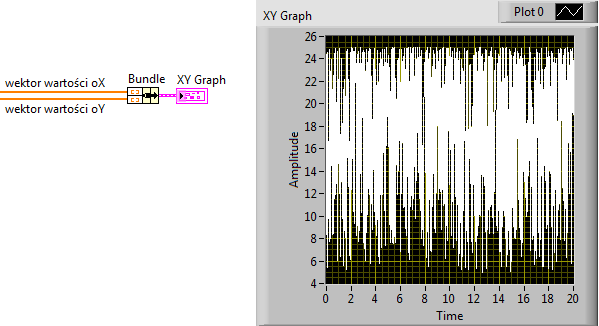 wektor wartości oX
wektor wartości oY
Bundle
XY Graph
XY Graph
Plot 0
Amplitude
26
24
22
20
18
16
14
12
10
8
6
4
0 2 4 6 8 10 12 14 16 18 20
Time